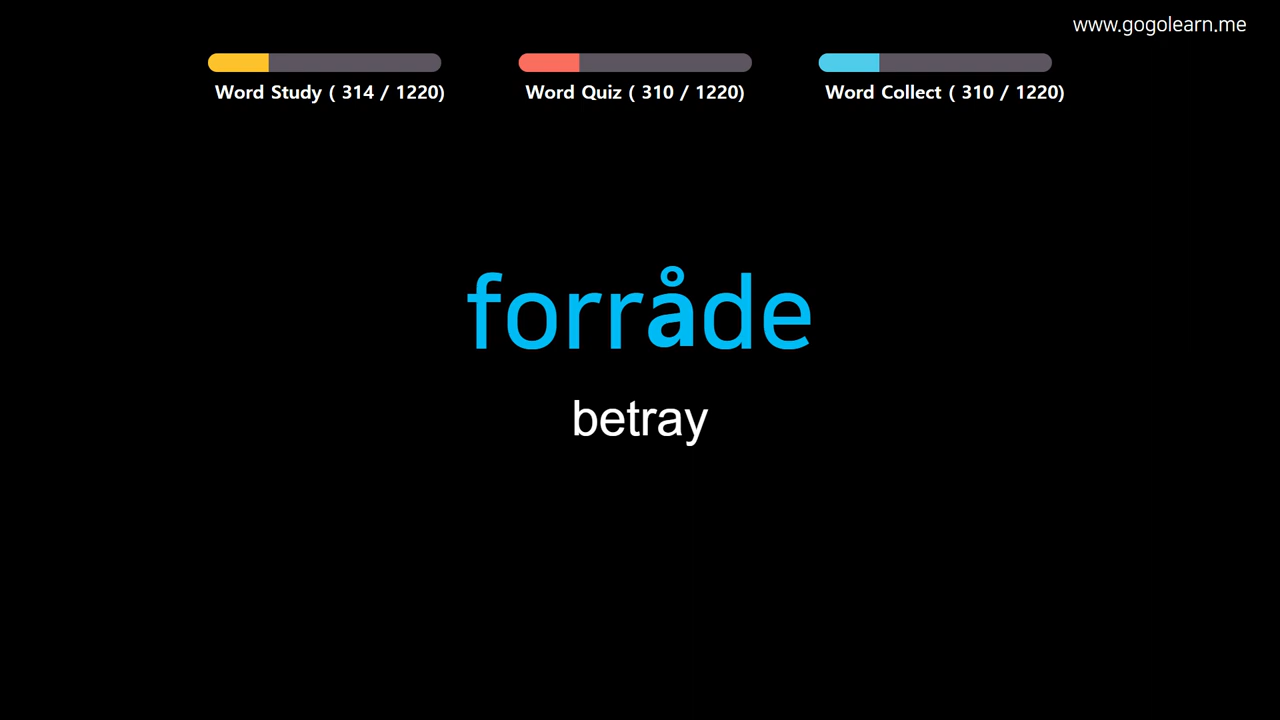 www.gogolearn.me
Word Study ( 314 / 1220)
Word Quiz ( 310 / 1220)
Word Collect ( 310 / 1220)
forråde
betray